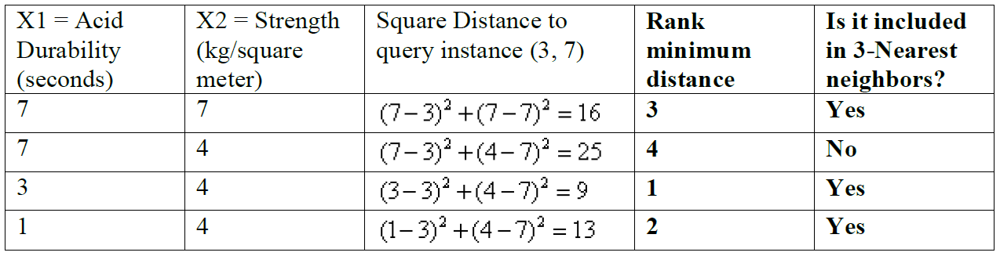 X1 = Acid Durability (seconds) | X2 = Strength (kg/square meter) | Square Distance to query instance (3, 7) | Rank minimum distance | Is it included in 3-Nearest neighbors?
7 | 7 | (7−3)² +(7−7)² = 16 | 3 | Yes
7 | 4 | (7−3)² +(4−7)² = 25 | 4 | No
3 | 4 | (3−3)² +(4−7)² = 9 | 1 | Yes
1 | 4 | (1−3)² +(4−7)² = 13 | 2 | Yes